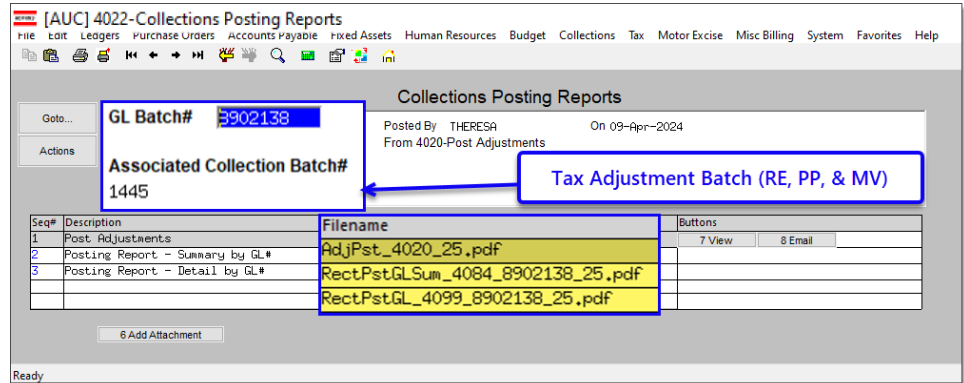 [AUC] 4022-Collections Posting Reports
File Edit Ledgers Purchase Orders Accounts Payable Fixed Assets Human Resources Budget Collections Tax Motor Excise Misc Billing System Favorites Help
Collections Posting Reports
Goto...
GL Batch# 8902138
Posted By THERESA On 09-Apr-2024
Actions
From 4020-Post Adjustments
Associated Collection Batch#
1445
Tax Adjustment Batch (RE, PP, & MV)
Seq# Description Filename Buttons
1 Post Adjustments AdjPst_4020_25.pdf 7 View 8 Email
2 Posting Report - Summary by GL# RectPstGLSum_4084_8902138_25.pdf
3 Posting Report - Detail by GL# RectPstGL_4099_8902138_25.pdf
6 Add Attachment
Ready